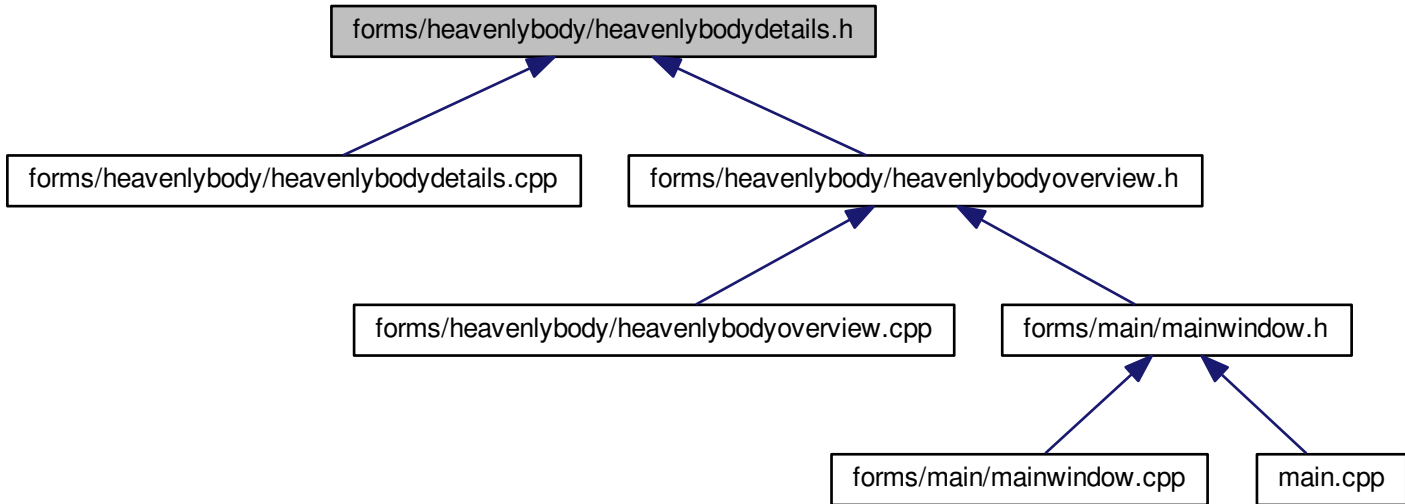 forms/heavenlybody/heavenlybodydetails.h
forms/heavenlybody/heavenlybodydetails.cpp
forms/heavenlybody/heavenlybodyoverview.h
forms/heavenlybody/heavenlybodyoverview.cpp
forms/main/mainwindow.h
forms/main/mainwindow.cpp
main.cpp